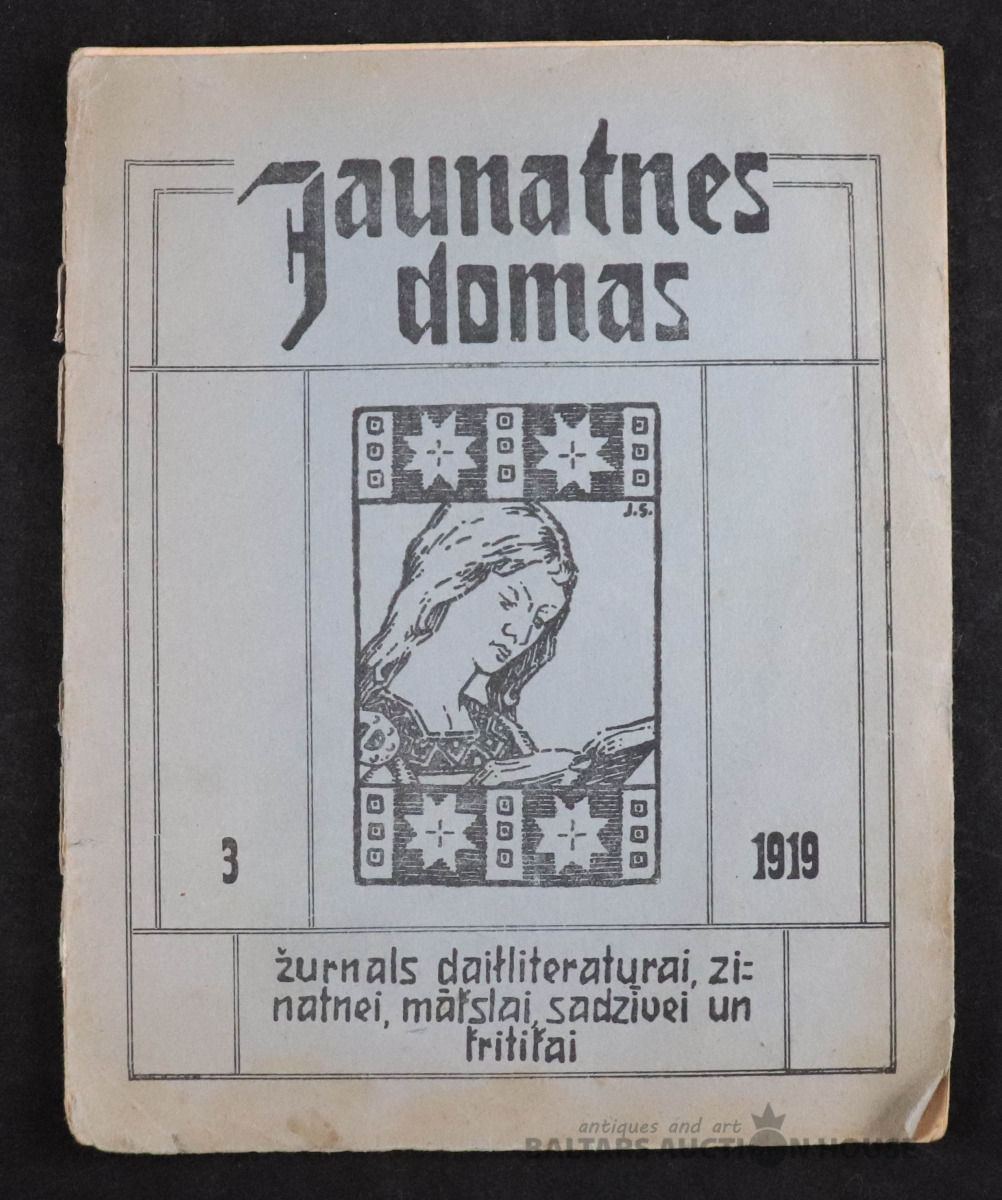 Jaunatnes
domas
J.S.
3
1919
žurnals daiļliteraturai, zi=
natnei, mākslai, sadzīvei un
kritikai
antiques and art
BALTARS AUCTION HOUSE